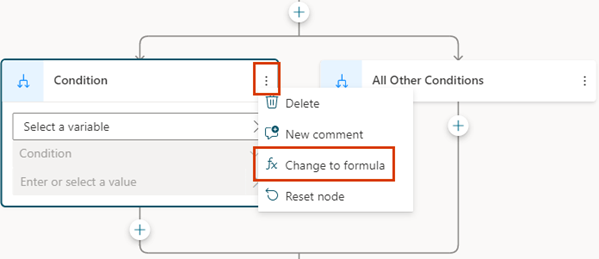 Condition
All Other Conditions
Delete
Select a variable
New comment
Condition
fx Change to formula
Enter or select a value
Reset node